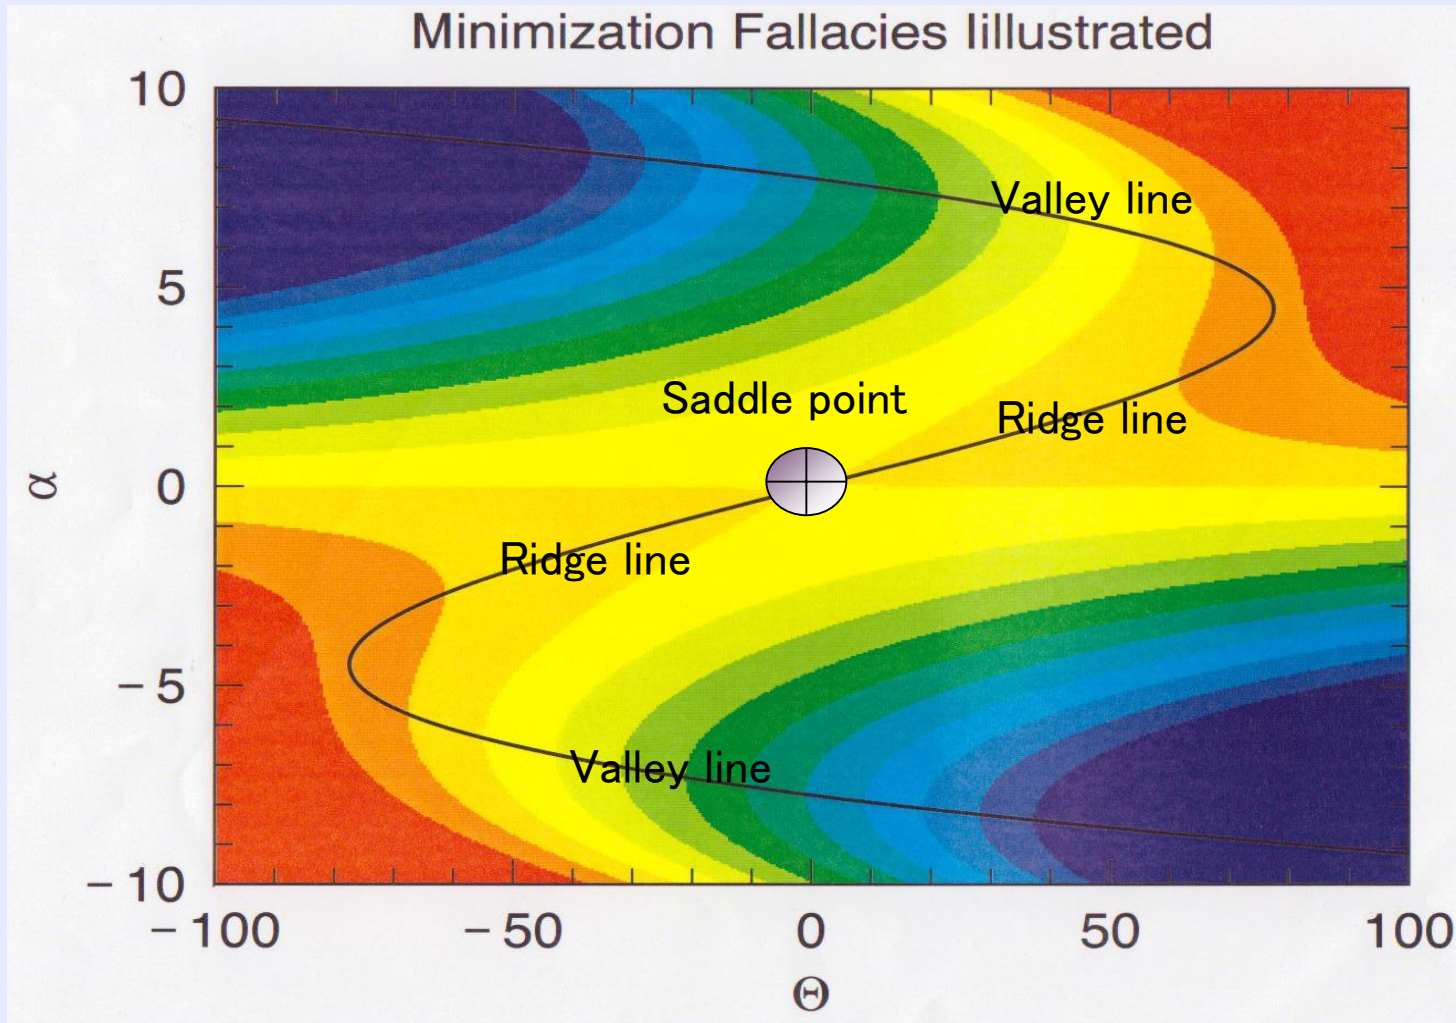 Minimization Fallacies Iillustrated
10
5
0
− 5
− 10
α
Valley line
Saddle point
Ridge line
Ridge line
Valley line
− 100
− 50
0
50
100
Θ